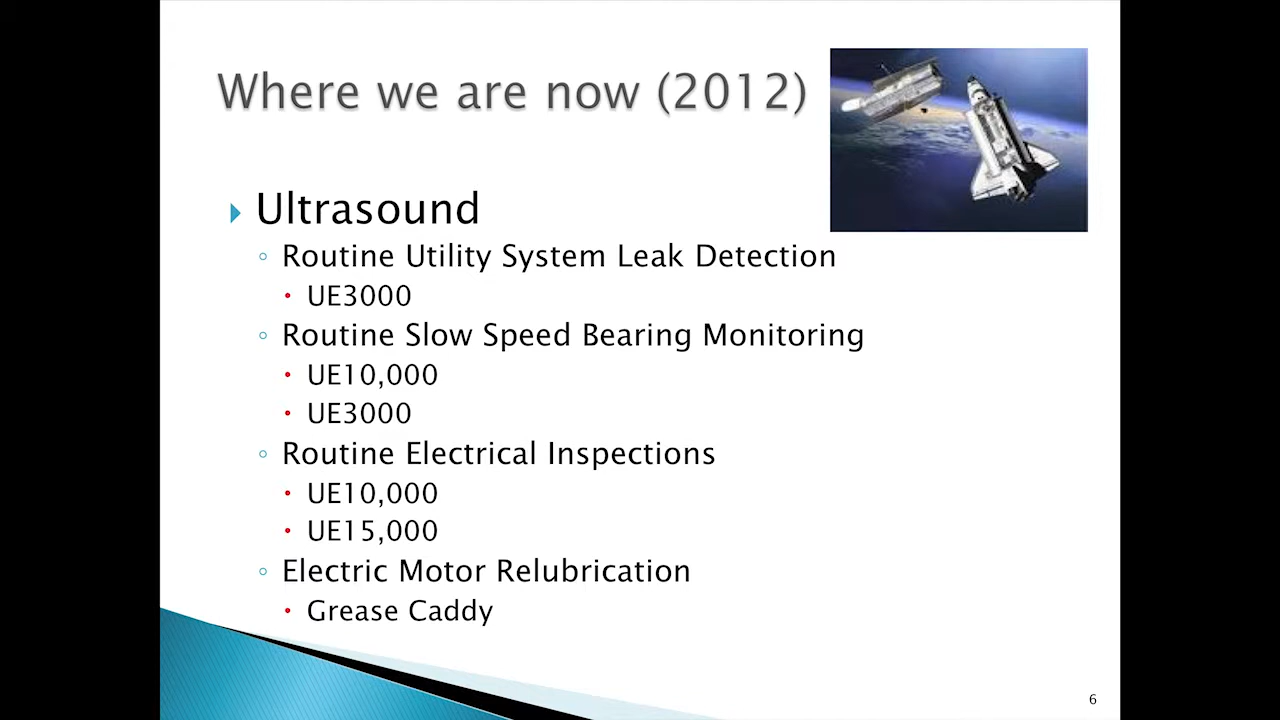 Where we are now (2012)
Ultrasound
Routine Utility System Leak Detection
UE3000
Routine Slow Speed Bearing Monitoring
UE10,000
UE3000
Routine Electrical Inspections
UE10,000
UE15,000
Electric Motor Relubrication
Grease Caddy
6